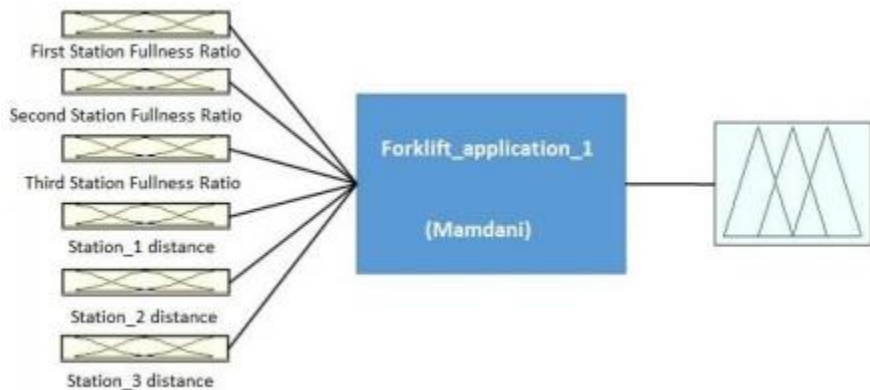 First Station Fullness Ratio
Second Station Fullness Ratio
Third Station Fullness Ratio
Station_1 distance
Station_2 distance
Station_3 distance
Forklift_application_1
(Mamdani)